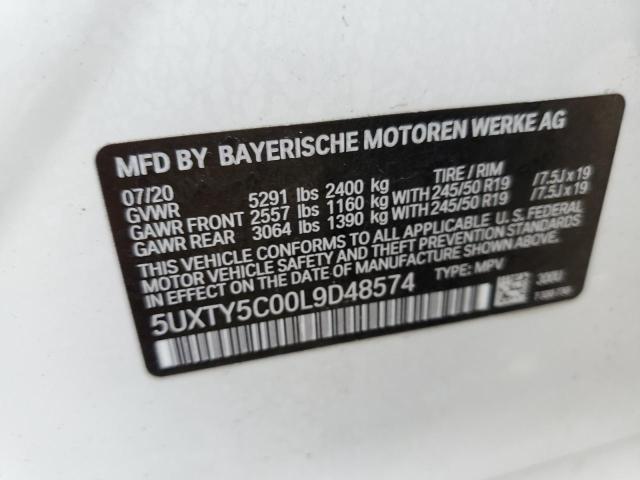 MFD BY BAYERISCHE MOTOREN WERKE AG
07/20 TIRE / RIM
GVWR 5291 lbs 2400 kg
GAWR FRONT 2557 lbs 1160 kg WITH 245/50 R19 /7.5J x 19
GAWR REAR 3064 lbs 1390 kg WITH 245/50 R19 /7.5J x 19
THIS VEHICLE CONFORMS TO ALL APPLICABLE U. S. FEDERAL
MOTOR VEHICLE SAFETY AND THEFT PREVENTION STANDARDS
IN EFFECT ON THE DATE OF MANUFACTURE SHOWN ABOVE.
5UXTY5C00L9D48574 TYPE: MPV
300U